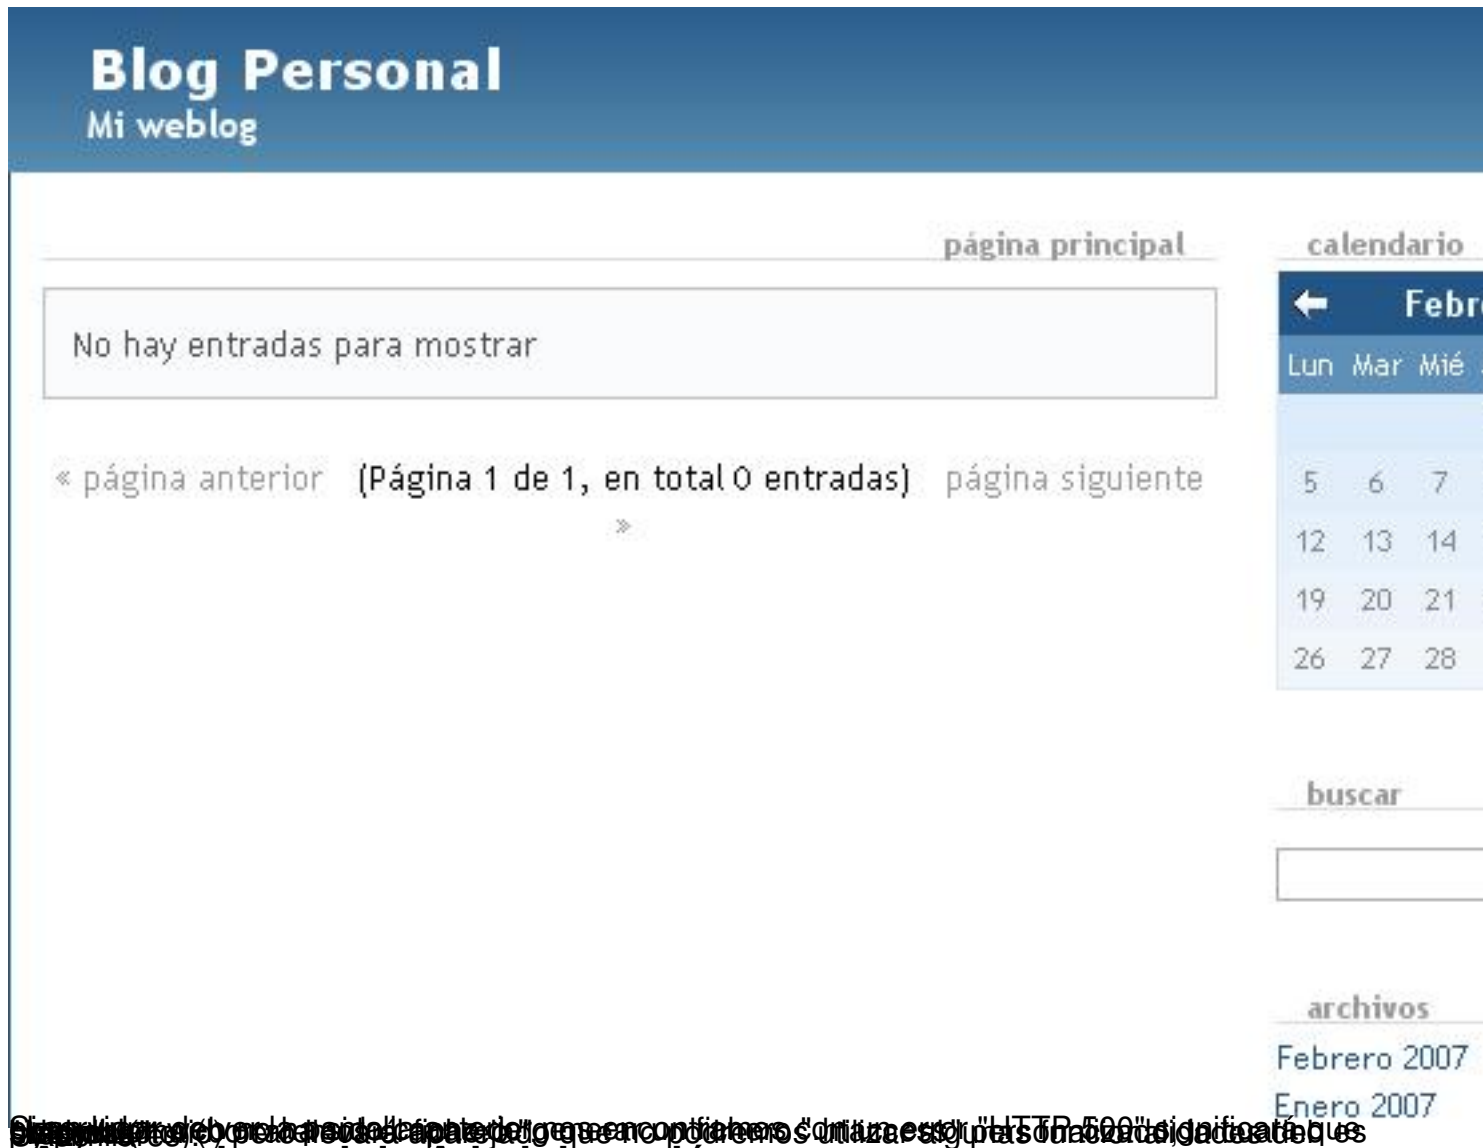 Blog Personal
Mi weblog
página principal
No hay entradas para mostrar
« página anterior (Página 1 de 1, en total 0 entradas) página siguiente
»
calendario
Febr
Lun Mar Mié
5 6 7
12 13 14
19 20 21
26 27 28
buscar
archivos
Febrero 2007
Enero 2007